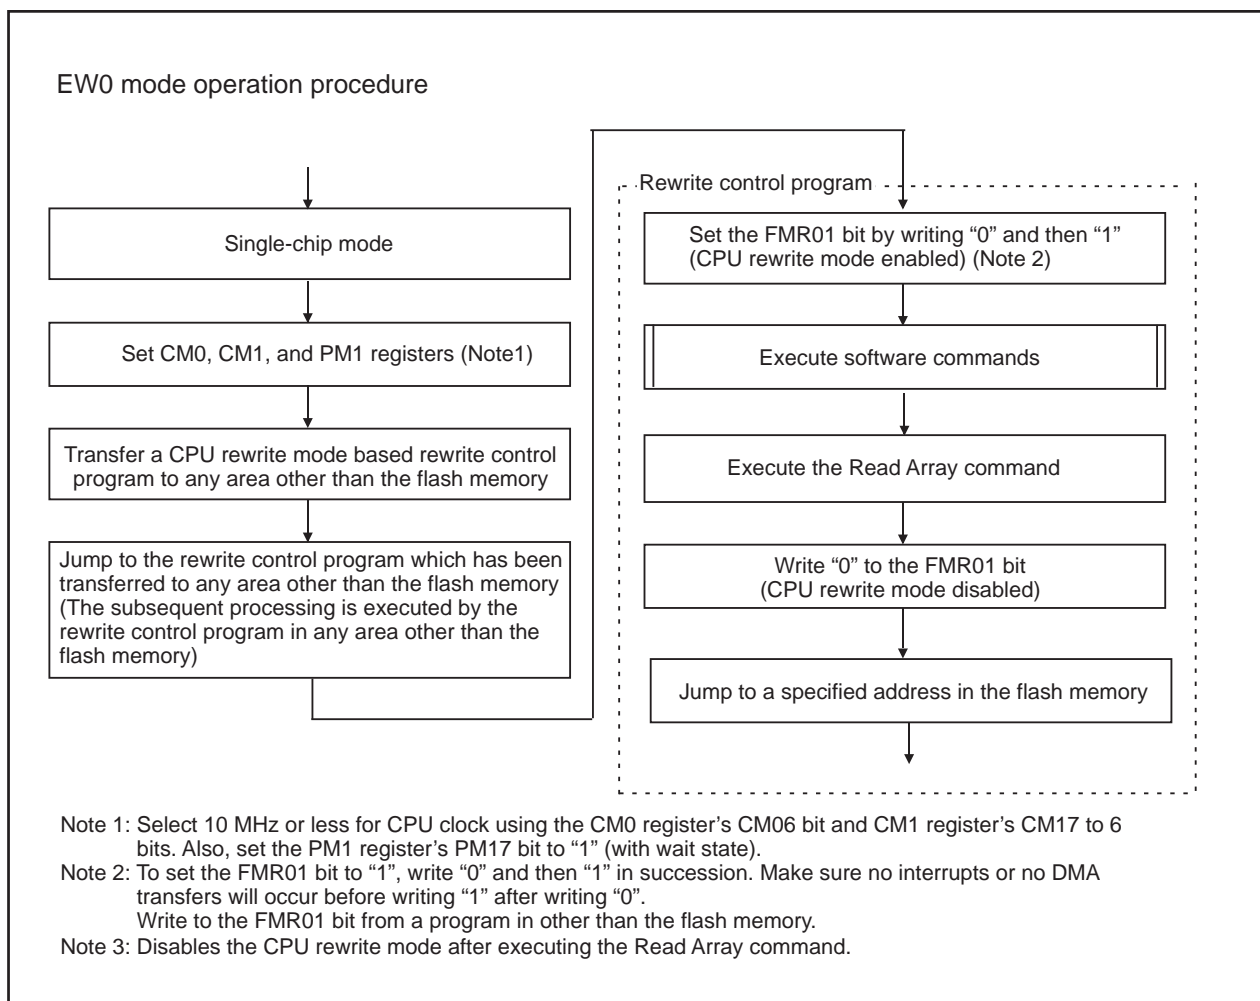 EW0 mode operation procedure
Single-chip mode
Set CM0, CM1, and PM1 registers (Note1)
Transfer a CPU rewrite mode based rewrite control
program to any area other than the flash memory
Jump to the rewrite control program which has been
transferred to any area other than the flash memory
(The subsequent processing is executed by the
rewrite control program in any area other than the
flash memory)
Rewrite control program
Set the FMR01 bit by writing “0” and then “1”
(CPU rewrite mode enabled) (Note 2)
Execute software commands
Execute the Read Array command
Write “0” to the FMR01 bit
(CPU rewrite mode disabled)
Jump to a specified address in the flash memory
Note 1: Select 10 MHz or less for CPU clock using the CM0 register’s CM06 bit and CM1 register’s CM17 to 6
bits. Also, set the PM1 register’s PM17 bit to “1” (with wait state).
Note 2: To set the FMR01 bit to “1”, write “0” and then “1” in succession. Make sure no interrupts or no DMA
transfers will occur before writing “1” after writing “0”.
Write to the FMR01 bit from a program in other than the flash memory.
Note 3: Disables the CPU rewrite mode after executing the Read Array command.